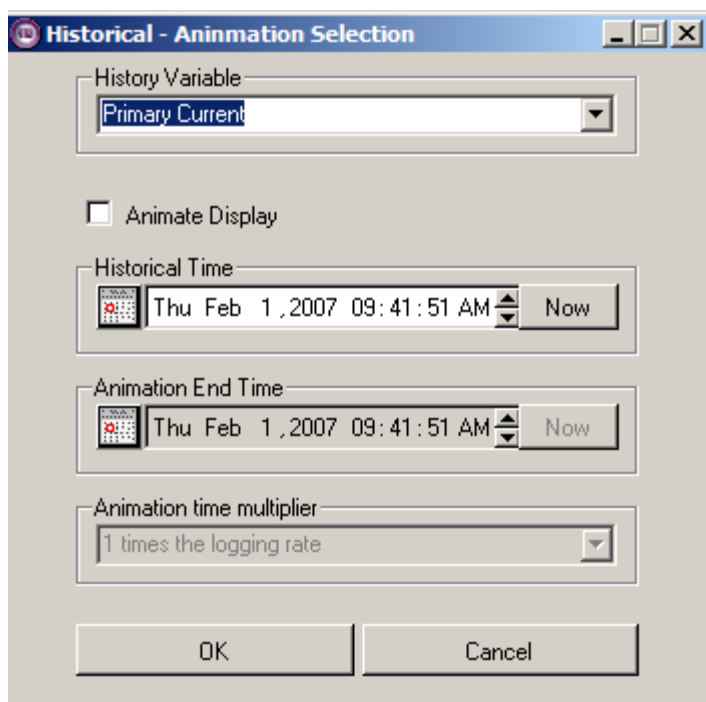 Historical - Aninmation Selection
History Variable
Primary Current
Animate Display
Historical Time
Thu Feb 1 ,2007 09:41:51 AM Now
Animation End Time
Thu Feb 1 ,2007 09:41:51 AM Now
Animation time multiplier
1 times the logging rate
OK Cancel